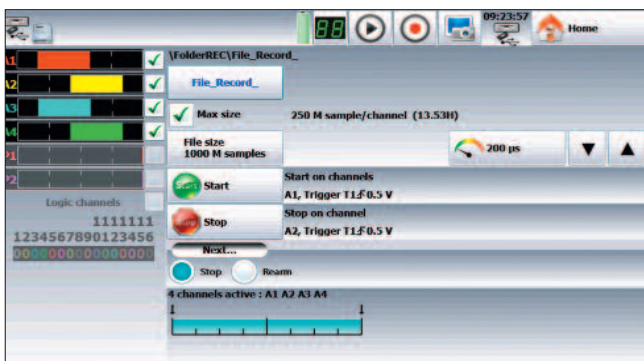 88
09:23:57
Home
A1
A2
A3
A4
P1
P2
Logic channels
1111111
1234567890123456
0000000000000000
\FolderREC\File_Record_
File_Record_
Max size
250 M sample/channel (13.53H)
File size
1000 M samples
200 µs
Start
Start
Start on channels
A1, Trigger T1 0.5 V
Stop
Stop on channel
A2, Trigger T1 0.5 V
Next...
Stop
Rearm
4 channels active : A1 A2 A3 A4